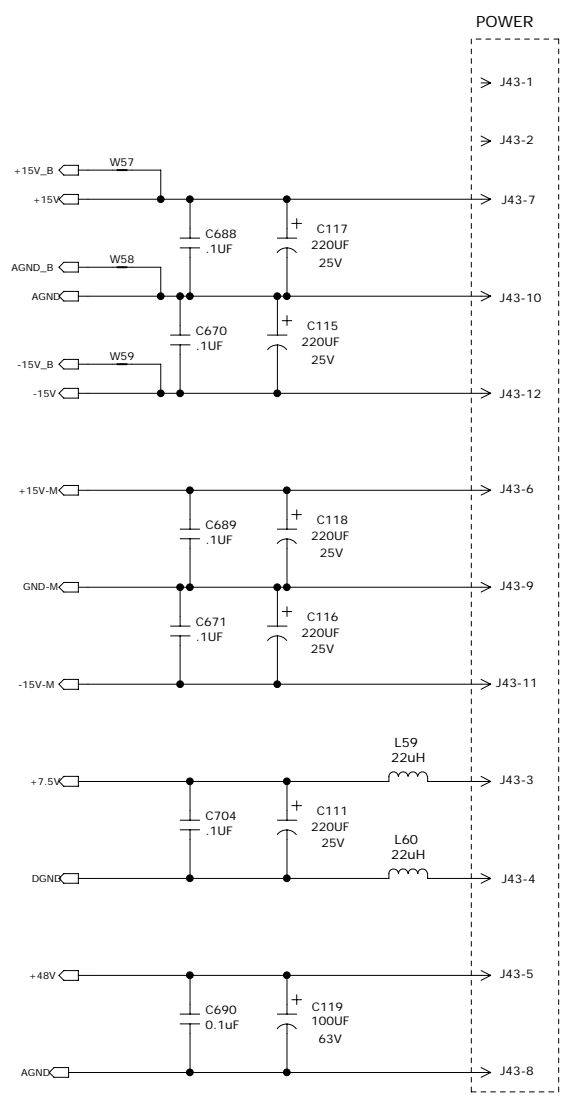 POWER
J43-1
J43-2
+15V_B
W57
+15V
J43-7
C688
.1UF
C117
220UF
25V
AGND_B
W58
AGND
J43-10
C670
.1UF
C115
220UF
25V
-15V_B
W59
-15V
J43-12
+15V-M
J43-6
C689
.1UF
C118
220UF
25V
GND-M
J43-9
C671
.1UF
C116
220UF
25V
-15V-M
J43-11
L59
22uH
+7.5V
J43-3
C704
.1UF
C111
220UF
25V
L60
22uH
DGND
J43-4
+48V
J43-5
C690
0.1uF
C119
100UF
63V
AGND
J43-8